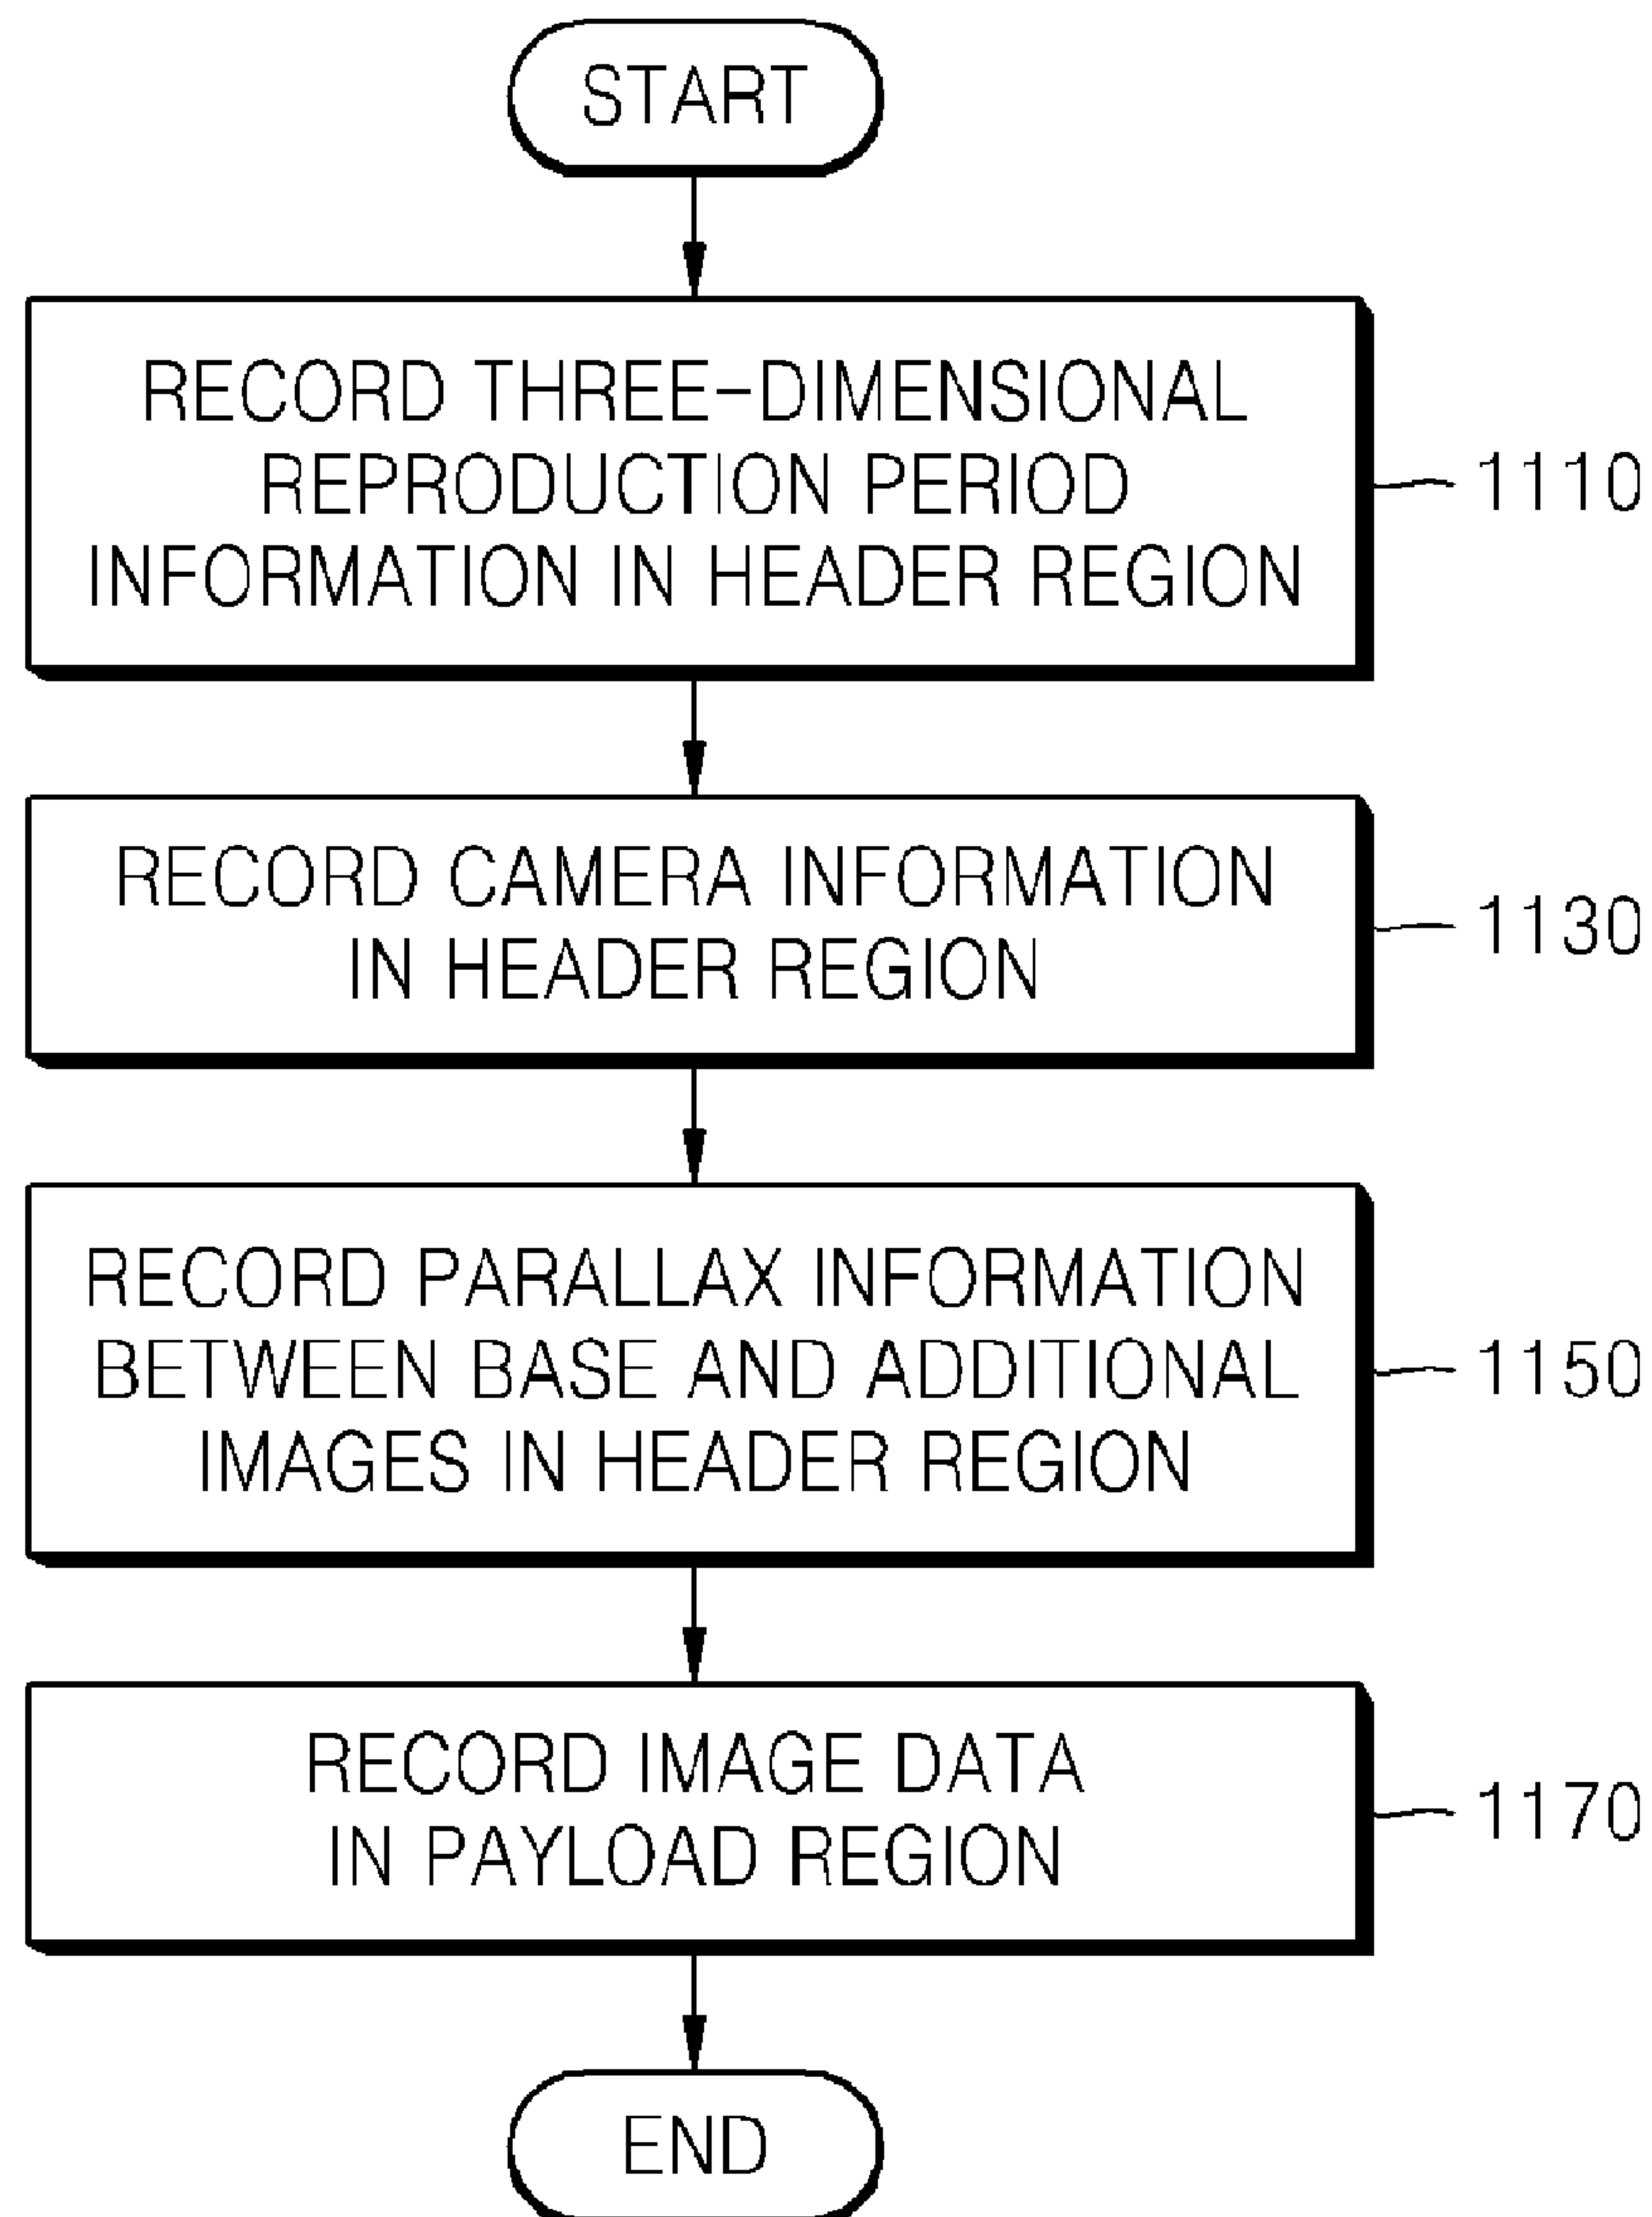 START
RECORD THREE-DIMENSIONAL
REPRODUCTION PERIOD
INFORMATION IN HEADER REGION
1110
RECORD CAMERA INFORMATION
IN HEADER REGION
1130
RECORD PARALLAX INFORMATION
BETWEEN BASE AND ADDITIONAL
IMAGES IN HEADER REGION
1150
RECORD IMAGE DATA
IN PAYLOAD REGION
1170
END